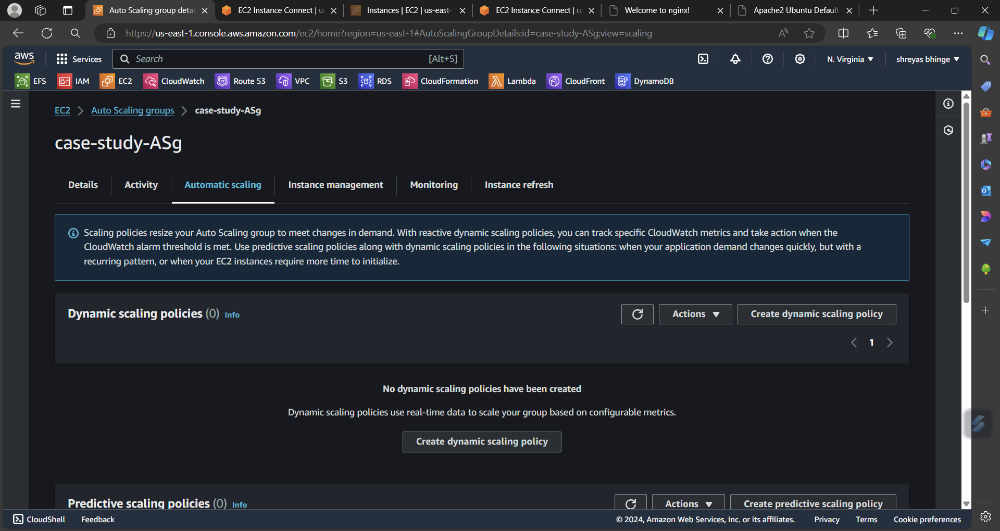 Auto Scaling group detai
EC2 Instance Connect | us
Instances | EC2 | us-east-
EC2 Instance Connect | us
Welcome to nginx!
Apache2 Ubuntu Default
https://us-east-1.console.aws.amazon.com/ec2/home?region=us-east-1#AutoScalingGroupDetails:id=case-study-ASg;view=scaling
aws
Services
Search
[Alt+S]
N. Virginia
shreyas bhinge
EFS
IAM
EC2
CloudWatch
Route 53
VPC
S3
RDS
CloudFormation
Lambda
CloudFront
DynamoDB
EC2
Auto Scaling groups
case-study-ASg
case-study-ASg
Details
Activity
Automatic scaling
Instance management
Monitoring
Instance refresh
Scaling policies resize your Auto Scaling group to meet changes in demand. With reactive dynamic scaling policies, you can track specific CloudWatch metrics and take action when the
CloudWatch alarm threshold is met. Use predictive scaling policies along with dynamic scaling policies in the following situations: when your application demand changes quickly, but with a
recurring pattern, or when your EC2 instances require more time to initialize.
Dynamic scaling policies (0) Info
Actions
Create dynamic scaling policy
1
No dynamic scaling policies have been created
Dynamic scaling policies use real-time data to scale your group based on configurable metrics.
Create dynamic scaling policy
Predictive scaling policies (0) Info
Actions
Create predictive scaling policy
CloudShell
Feedback
© 2024, Amazon Web Services, Inc. or its affiliates.
Privacy
Terms
Cookie preferences